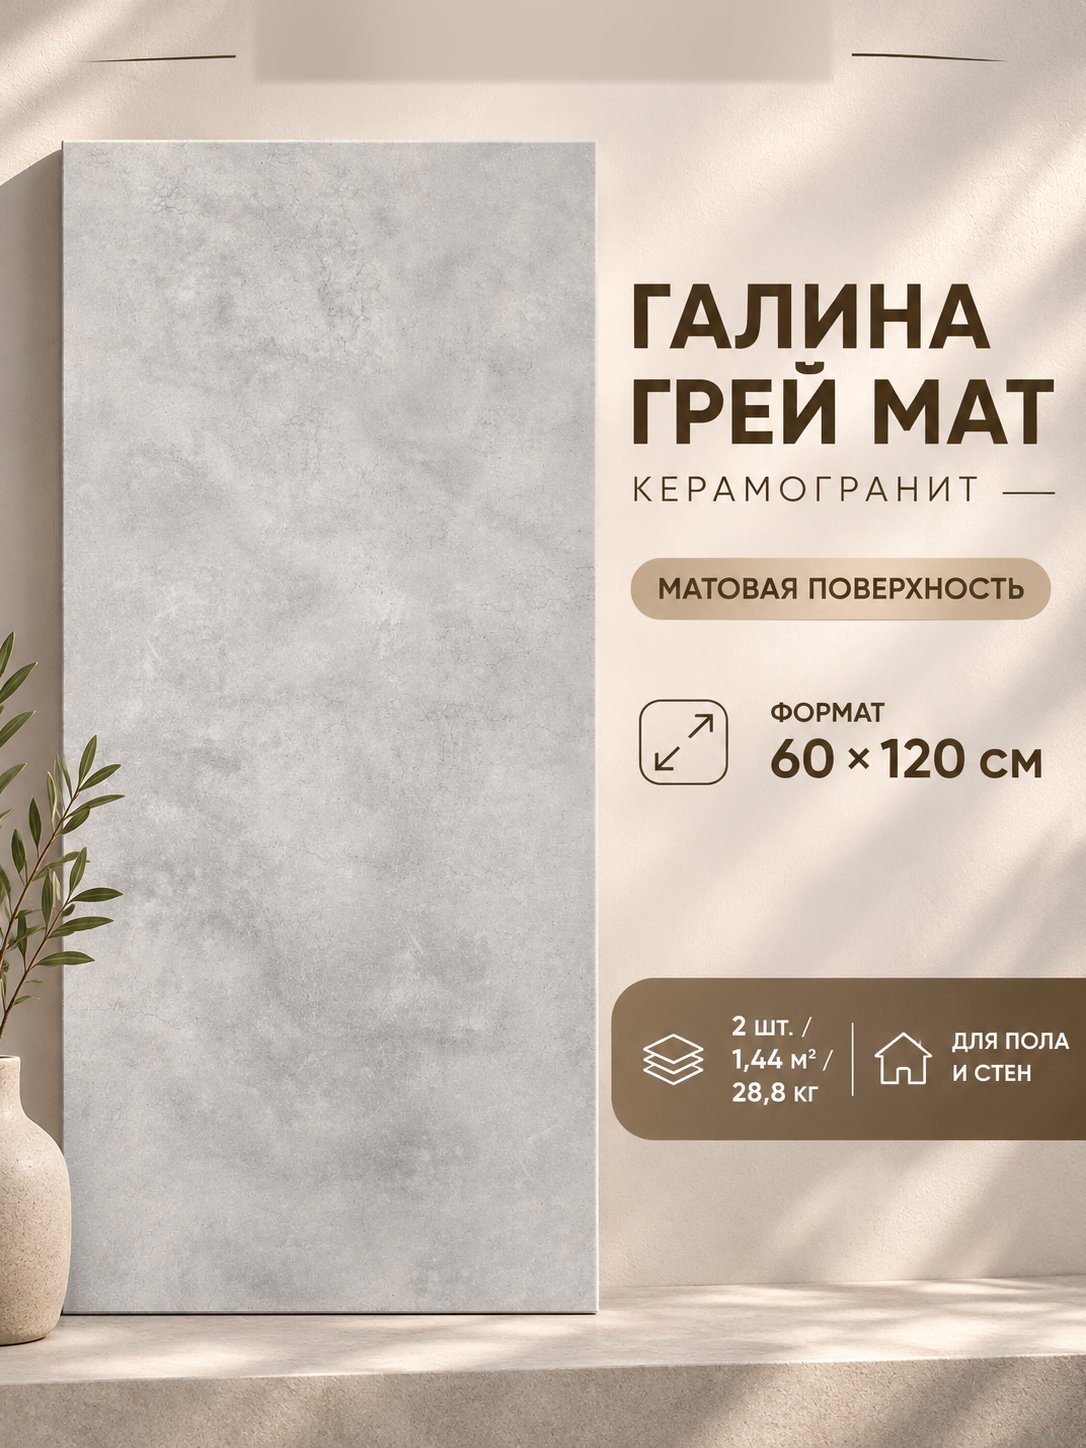 ГАЛИНА
ГРЕЙ МАТ
КЕРАМОГРАНИТ
МАТОВАЯ ПОВЕРХНОСТЬ
ФОРМАТ
60 × 120 см
2 шт. /
1,44 м² /
28,8 кг
ДЛЯ ПОЛА
И СТЕН